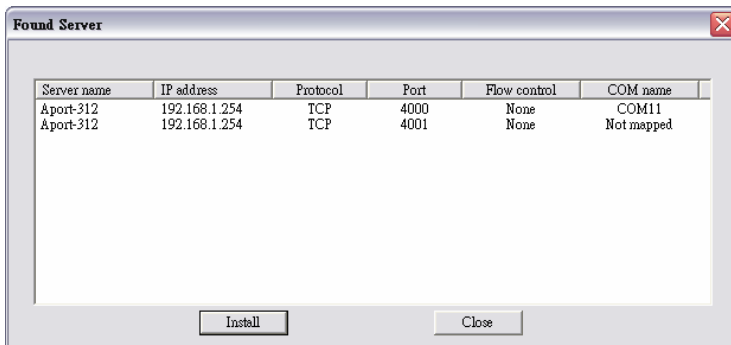 Found Server
Server name IP address Protocol Port Flow control COM name
Aport-312 192.168.1.254 TCP 4000 None COM11
Aport-312 192.168.1.254 TCP 4001 None Not mapped
Install Close